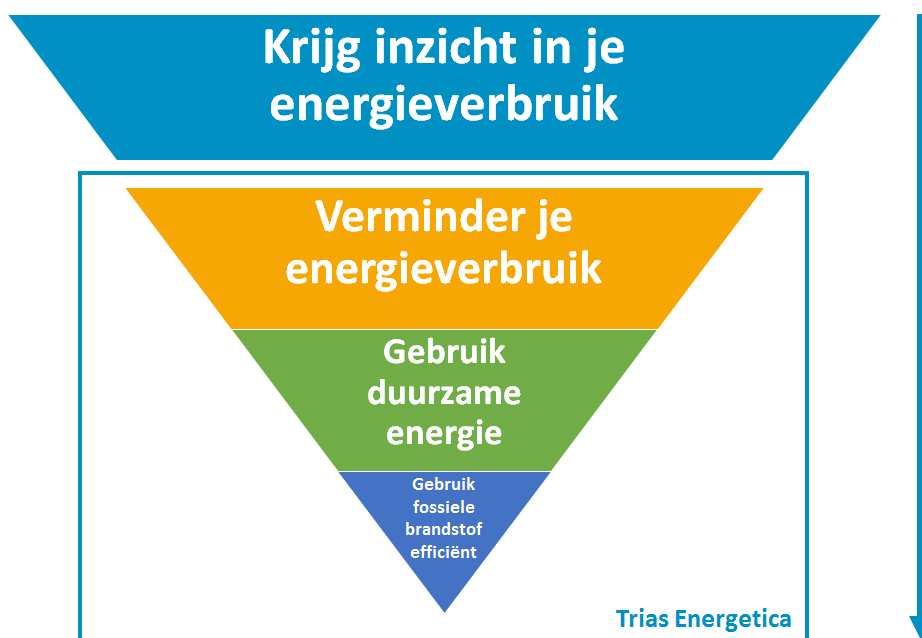 Krijg inzicht in je
energieverbruik
Verminder je
energieverbruik
Gebruik
duurzame
energie
Gebruik
fossiele
brandstof
efficiënt
Trias Energetica